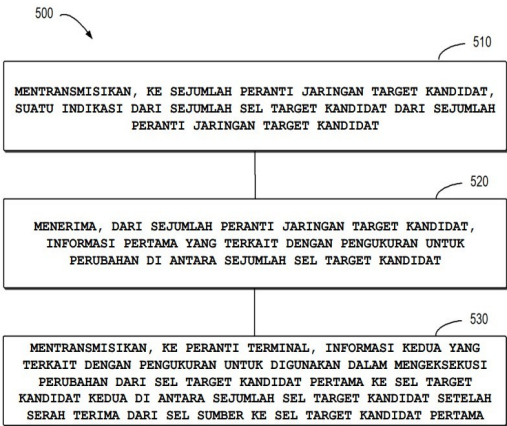 500
510
MENTRANSMISIKAN, KE SEJUMLAH PERANTI JARINGAN TARGET KANDIDAT,
SUATU INDIKASI DARI SEJUMLAH SEL TARGET KANDIDAT DARI SEJUMLAH
PERANTI JARINGAN TARGET KANDIDAT
520
MENERIMA, DARI SEJUMLAH PERANTI JARINGAN TARGET KANDIDAT,
INFORMASI PERTAMA YANG TERKAIT DENGAN PENGUKURAN UNTUK
PERUBAHAN DI ANTARA SEJUMLAH SEL TARGET KANDIDAT
530
MENTRANSMISIKAN, KE PERANTI TERMINAL, INFORMASI KEDUA YANG
TERKAIT DENGAN PENGUKURAN UNTUK DIGUNAKAN DALAM MENGEKSEKUSI
PERUBAHAN DARI SEL TARGET KANDIDAT PERTAMA KE SEL TARGET
KANDIDAT KEDUA DI ANTARA SEJUMLAH SEL TARGET KANDIDAT SETELAH
SERAH TERIMA DARI SEL SUMBER KE SEL TARGET KANDIDAT PERTAMA